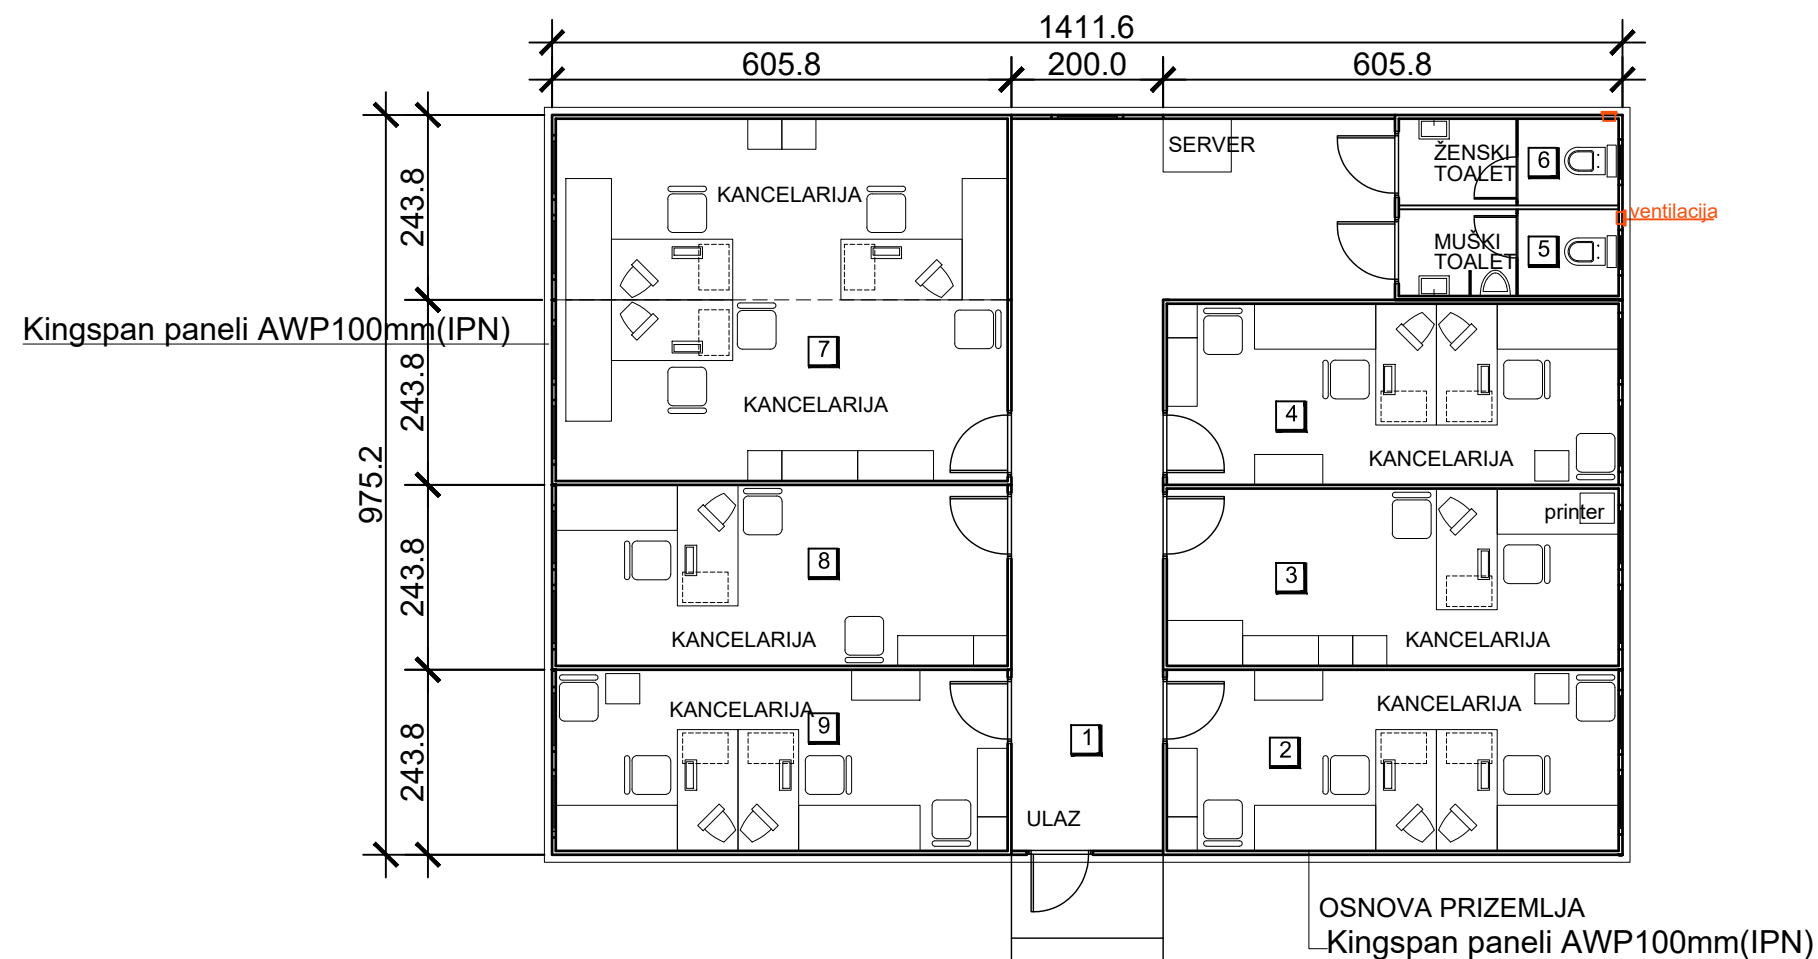 1411.6
605.8
200.0
605.8
243.8
243.8
243.8
243.8
975.2
SERVER
ŽENSKI
TOALET
6
ventilacija
MUŠKI
TOALET
5
KANCELARIJA
Kingspan paneli AWP100mm(IPN)
7
KANCELARIJA
4
KANCELARIJA
printer
8
3
KANCELARIJA
KANCELARIJA
KANCELARIJA
9
KANCELARIJA
1
2
ULAZ
OSNOVA PRIZEMLJA
Kingspan paneli AWP100mm(IPN)